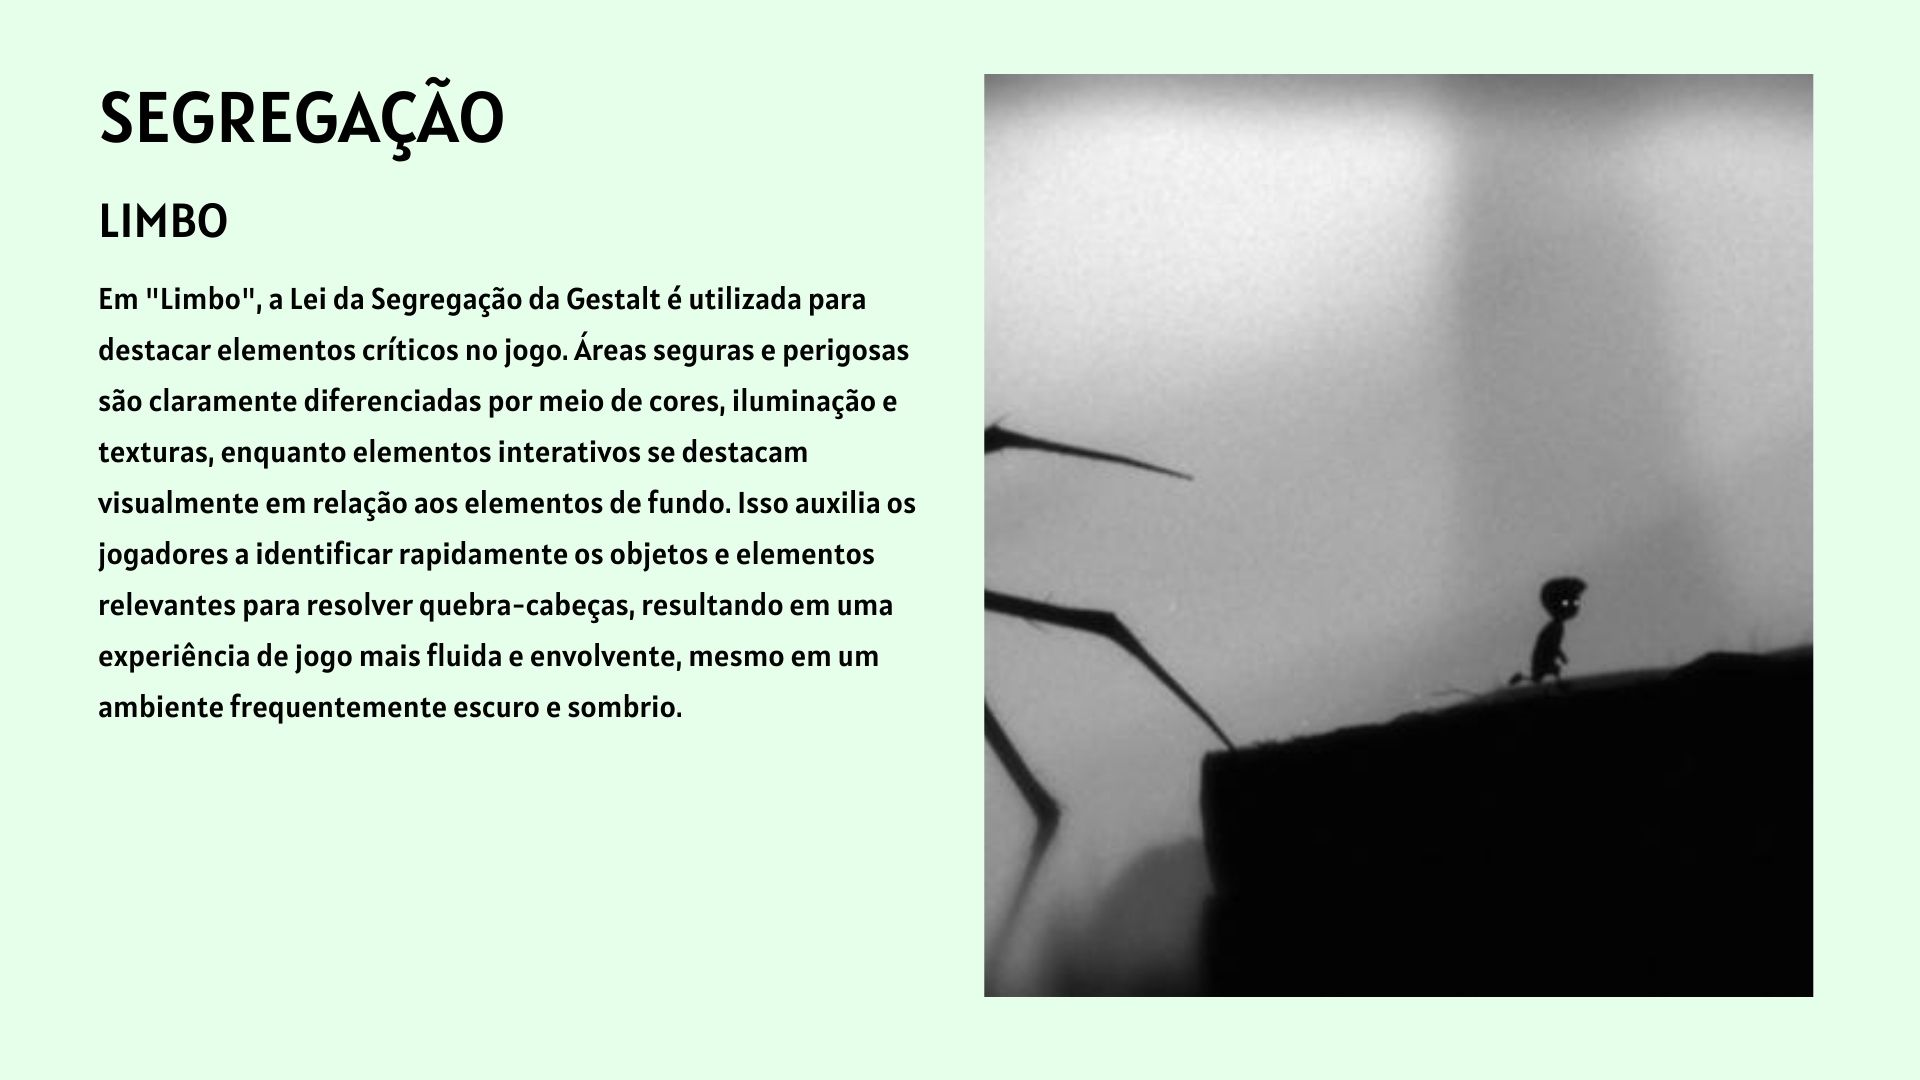 SEGREGAÇÃO
LIMBO
Em "Limbo", a Lei da Segregação da Gestalt é utilizada para
destacar elementos críticos no jogo. Áreas seguras e perigosas
são claramente diferenciadas por meio de cores, iluminação e
texturas, enquanto elementos interativos se destacam
visualmente em relação aos elementos de fundo. Isso auxilia os
jogadores a identificar rapidamente os objetos e elementos
relevantes para resolver quebra-cabeças, resultando em uma
experiência de jogo mais fluida e envolvente, mesmo em um
ambiente frequentemente escuro e sombrio.